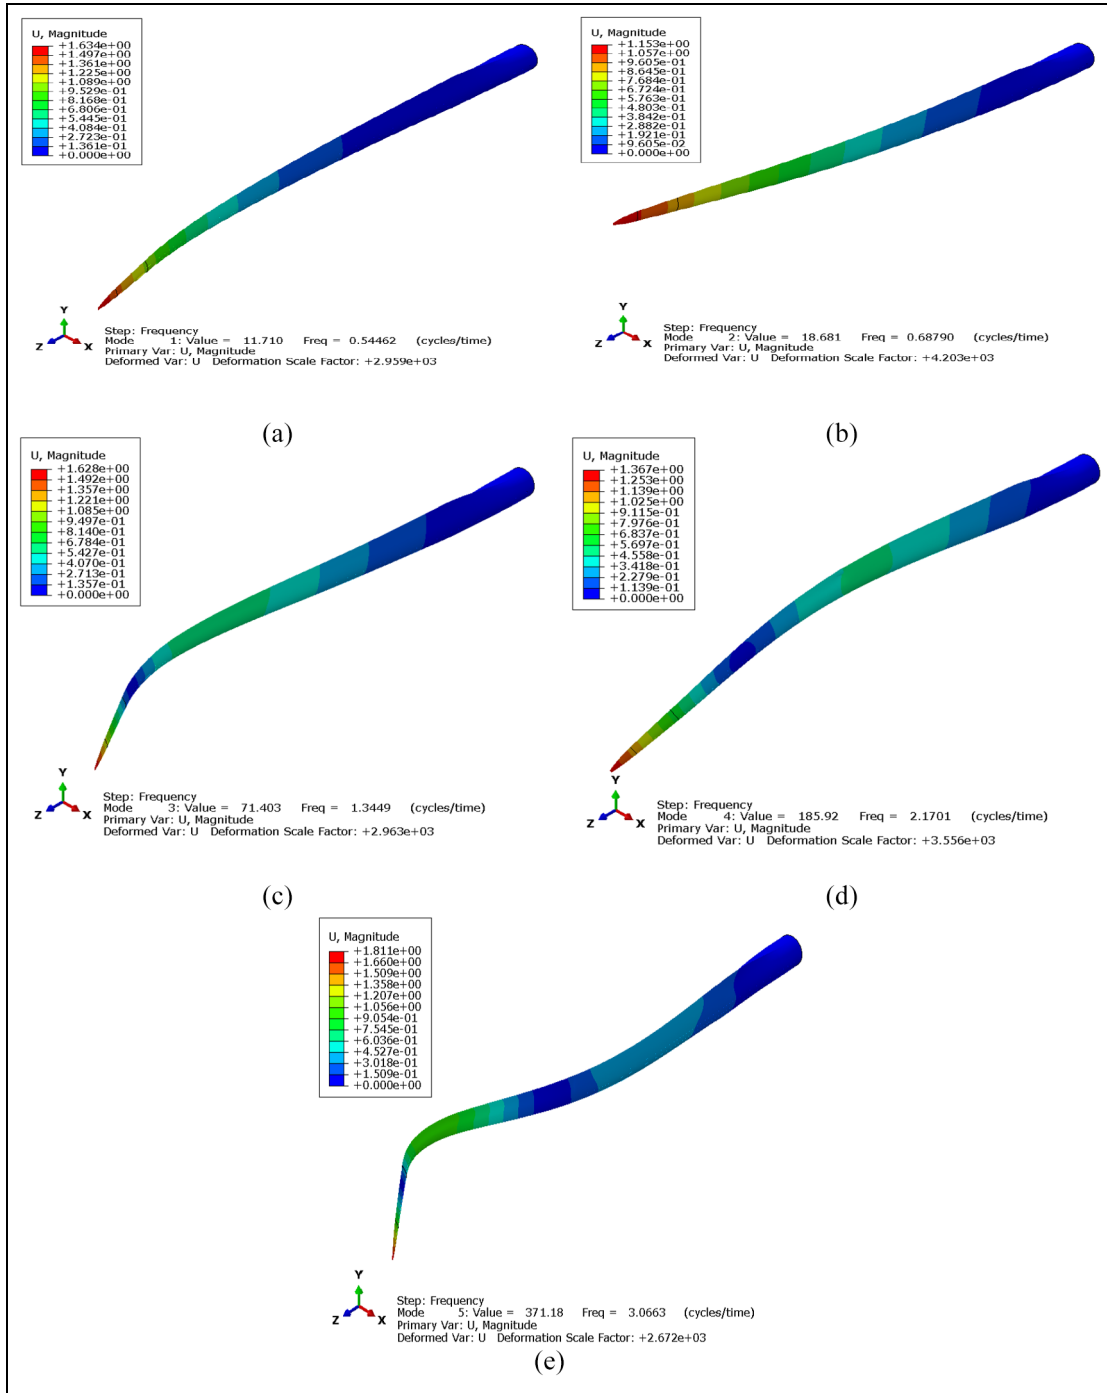 U, Magnitude
+1.634e+00
+1.497e+00
+1.361e+00
+1.225e+00
+1.089e+00
+9.529e-01
+8.168e-01
+6.806e-01
+5.445e-01
+4.084e-01
+2.723e-01
+1.361e-01
+0.000e+00
Y
Z
X
Step: Frequency
Mode 1: Value = 11.710 Freq = 0.54462 (cycles/time)
Primary Var: U, Magnitude
Deformed Var: U Deformation Scale Factor: +2.959e+03
(a)
U, Magnitude
+1.153e+00
+1.057e+00
+9.605e-01
+8.645e-01
+7.684e-01
+6.724e-01
+5.763e-01
+4.803e-01
+3.842e-01
+2.882e-01
+1.921e-01
+9.605e-02
+0.000e+00
Y
Z
X
Step: Frequency
Mode 2: Value = 18.681 Freq = 0.68790 (cycles/time)
Primary Var: U, Magnitude
Deformed Var: U Deformation Scale Factor: +4.203e+03
(b)
U, Magnitude
+1.628e+00
+1.492e+00
+1.357e+00
+1.221e+00
+1.085e+00
+9.497e-01
+8.140e-01
+6.784e-01
+5.427e-01
+4.070e-01
+2.713e-01
+1.357e-01
+0.000e+00
Y
Z
X
Step: Frequency
Mode 3: Value = 71.403 Freq = 1.3449 (cycles/time)
Primary Var: U, Magnitude
Deformed Var: U Deformation Scale Factor: +2.963e+03
(c)
U, Magnitude
+1.367e+00
+1.253e+00
+1.139e+00
+1.025e+00
+9.115e-01
+7.976e-01
+6.837e-01
+5.697e-01
+4.558e-01
+3.418e-01
+2.279e-01
+1.139e-01
+0.000e+00
Y
Z
X
Step: Frequency
Mode 4: Value = 185.92 Freq = 2.1701 (cycles/time)
Primary Var: U, Magnitude
Deformed Var: U Deformation Scale Factor: +3.556e+03
(d)
U, Magnitude
+1.811e+00
+1.660e+00
+1.509e+00
+1.358e+00
+1.207e+00
+1.056e+00
+9.054e-01
+7.545e-01
+6.036e-01
+4.527e-01
+3.018e-01
+1.509e-01
+0.000e+00
Y
Z
X
Step: Frequency
Mode 5: Value = 371.18 Freq = 3.0663 (cycles/time)
Primary Var: U, Magnitude
Deformed Var: U Deformation Scale Factor: +2.672e+03
(e)